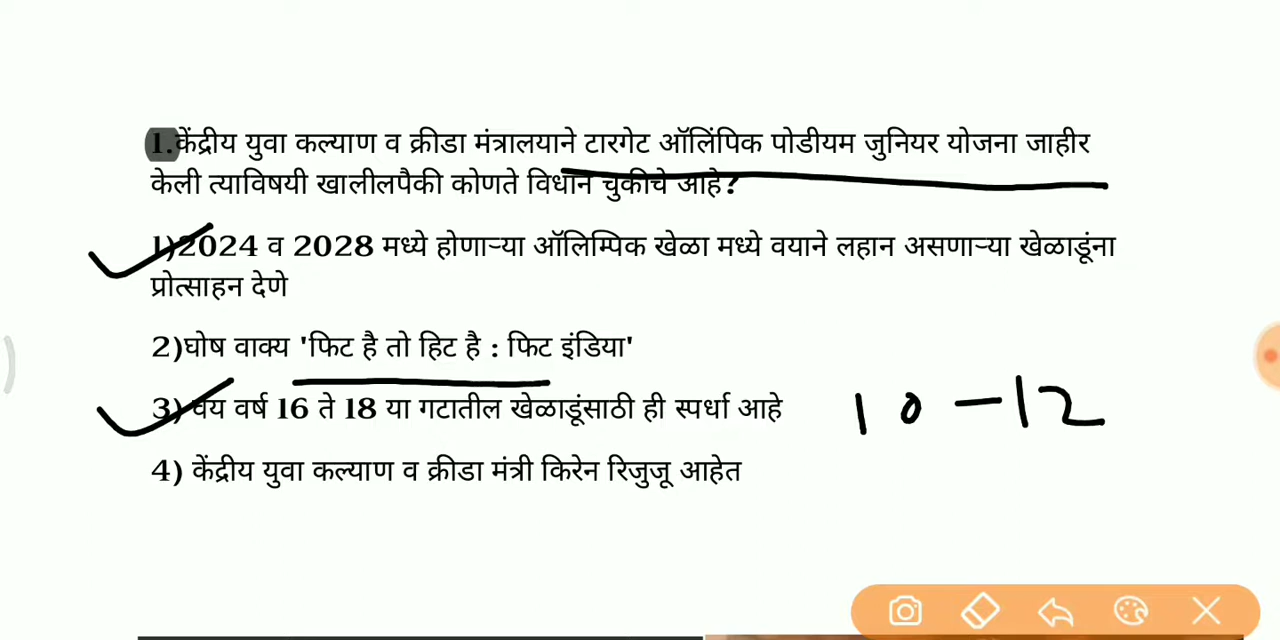 1.केंद्रीय युवा कल्याण व क्रीडा मंत्रालयाने टारगेट ऑलिंपिक पोडीयम जुनियर योजना जाहीर
केली त्याविषयी खालीलपैकी कोणते विधान चुकीचे आहे?
1)2024 व 2028 मध्ये होणाऱ्या ऑलिम्पिक खेळा मध्ये वयाने लहान असणाऱ्या खेळाडूंना
प्रोत्साहन देणे
2)घोष वाक्य 'फिट है तो हिट है : फिट इंडिया'
3) वय वर्ष 16 ते 18 या गटातील खेळाडूंसाठी ही स्पर्धा आहे 10-12
4) केंद्रीय युवा कल्याण व क्रीडा मंत्री किरेन रिजुजू आहेत